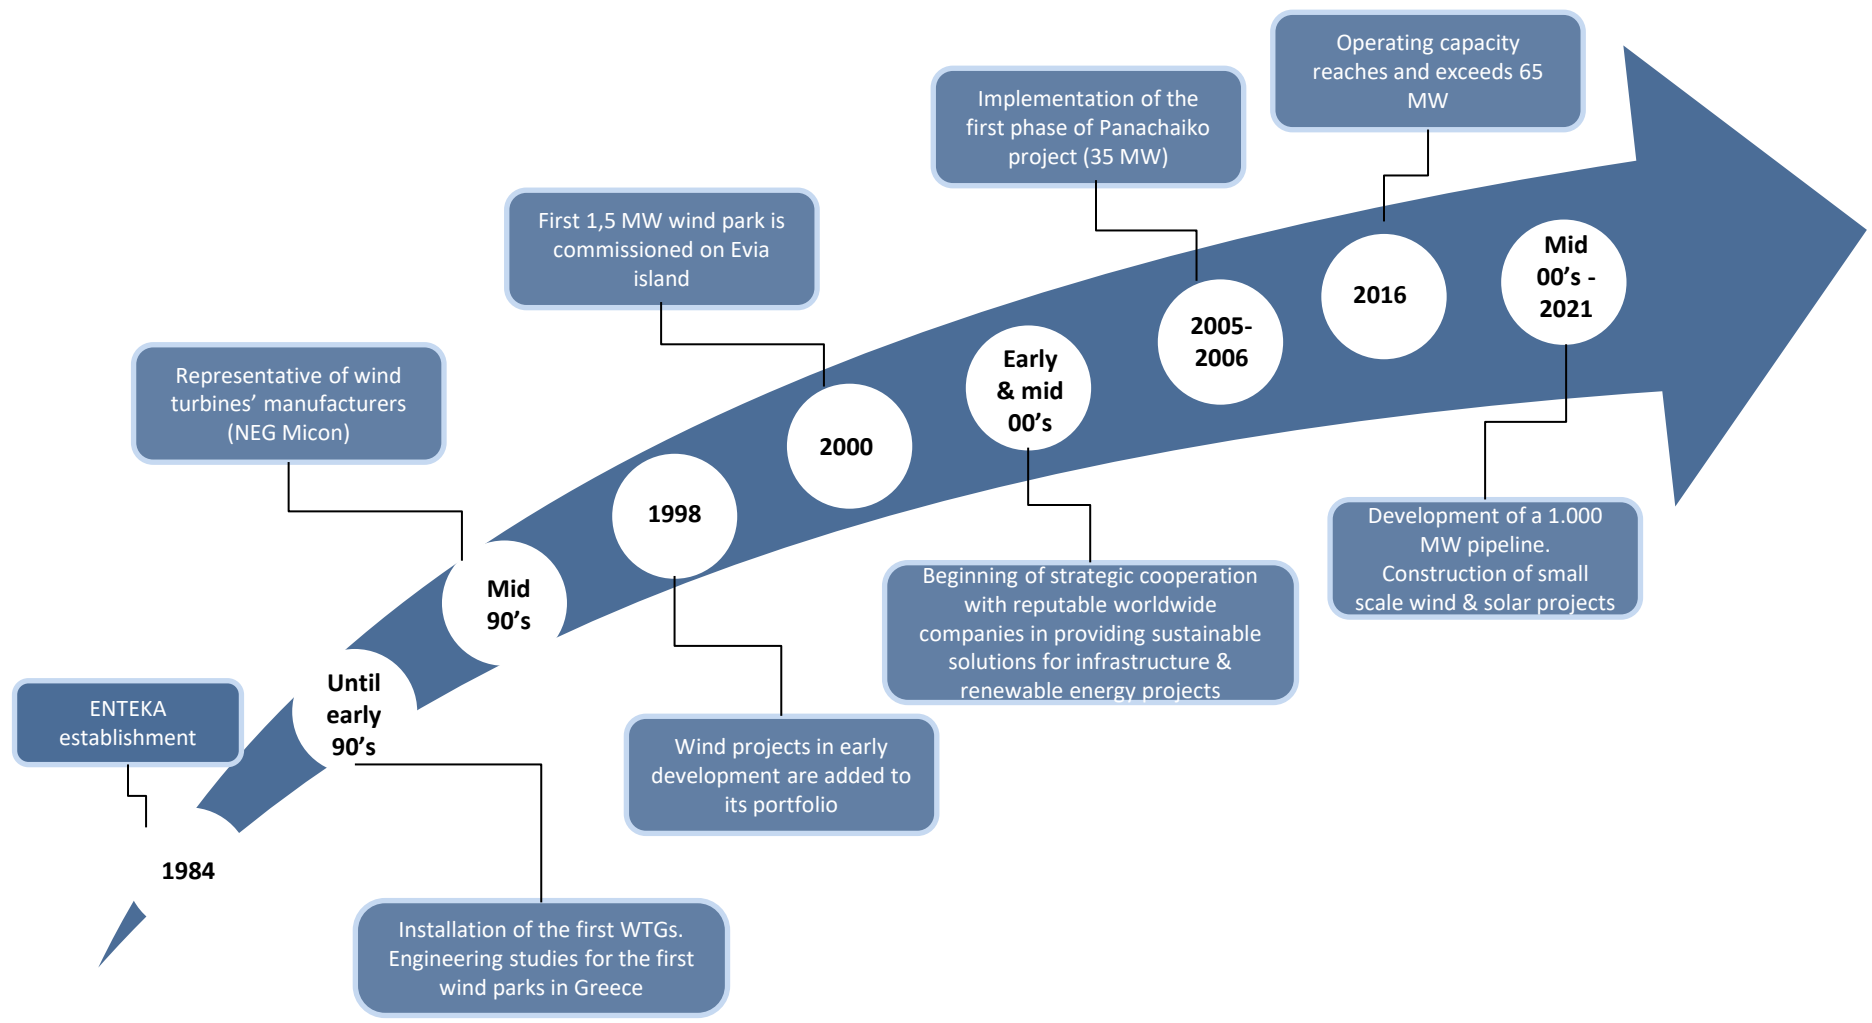 Operating capacity
reaches and exceeds 65
MW
Implementation of the
first phase of Panachaiko
project (35 MW)
First 1,5 MW wind park is
commissioned on Evia
island
Representative of wind
turbines’ manufacturers
(NEG Micon)
ENTEKA
establishment
1984
Until
early
90’s
Mid
90’s
1998
2000
Early
& mid
00’s
2005-
2006
2016
Mid
00’s -
2021
Installation of the first WTGs.
Engineering studies for the first
wind parks in Greece
Wind projects in early
development are added to
its portfolio
Beginning of strategic cooperation
with reputable worldwide
companies in providing sustainable
solutions for infrastructure &
renewable energy projects
Development of a 1.000
MW pipeline.
Construction of small
scale wind & solar projects